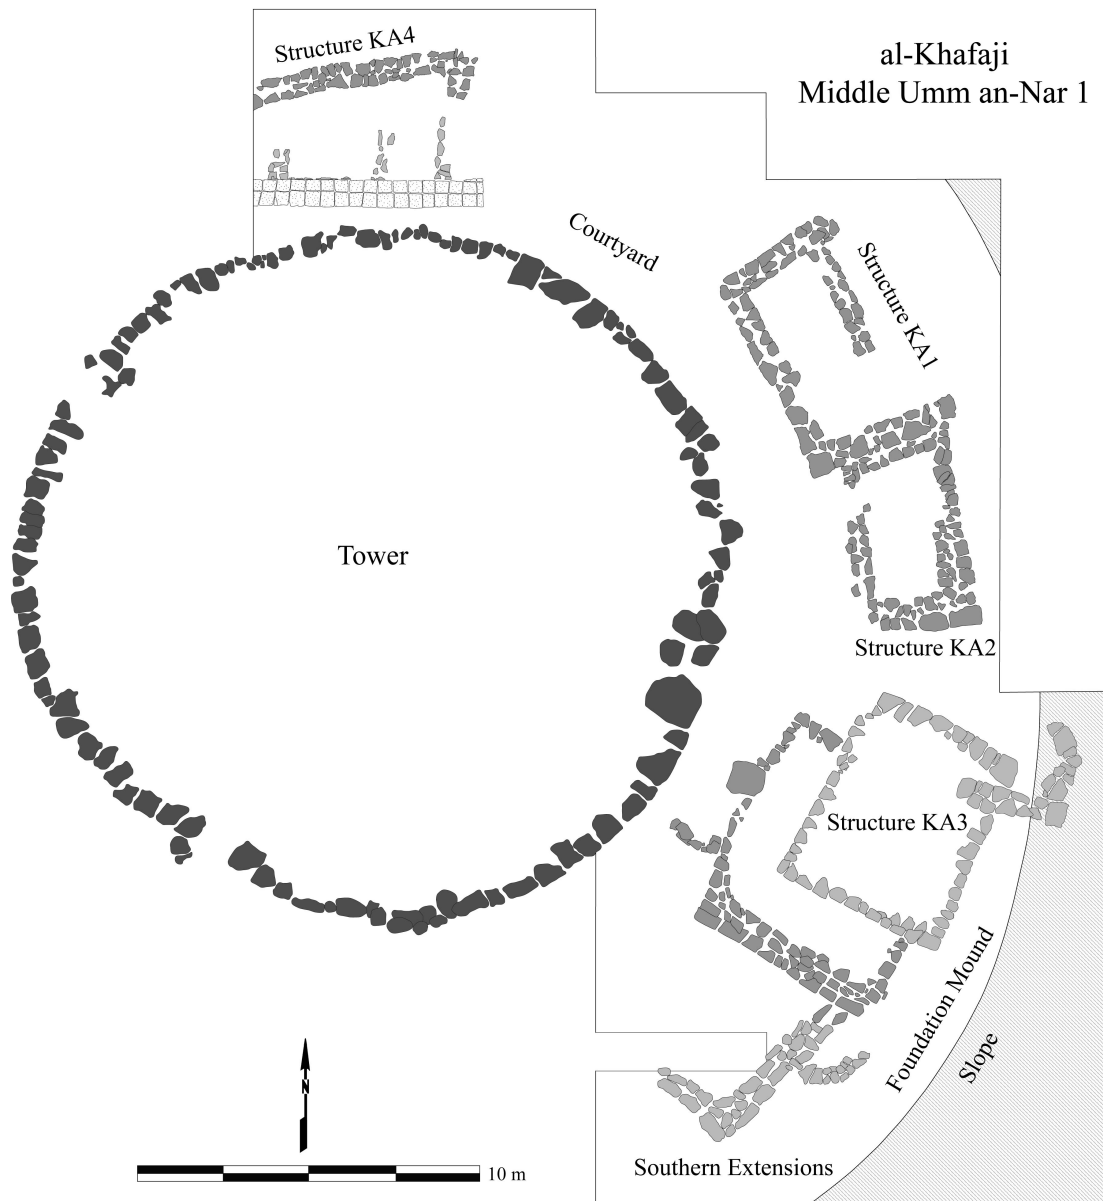 al-Khafaji
Middle Umm an-Nar 1
Structure KA4
Courtyard
Structure KA1
Tower
Structure KA2
Structure KA3
Foundation Mound
Slope
N
10 m
Southern Extensions